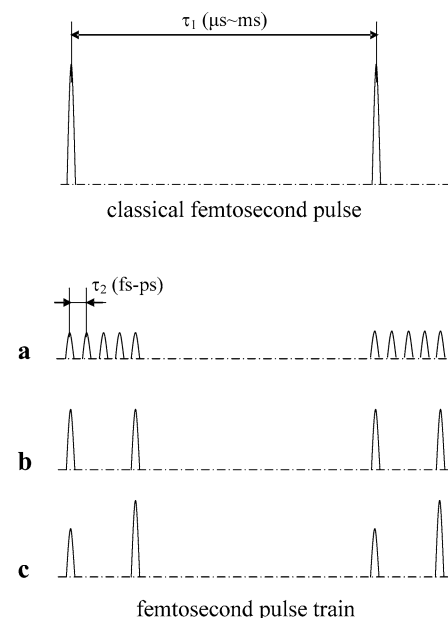 τ₁ (μs~ms)
classical femtosecond pulse
τ₂ (fs-ps)
a
b
c
femtosecond pulse train